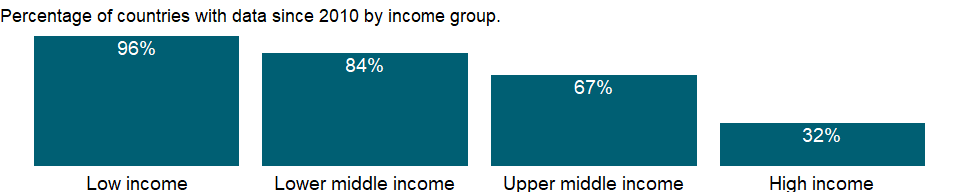 Percentage of countries with data since 2010 by income group.
96%
84%
67%
32%
Low income
Lower middle income
Upper middle income
High income